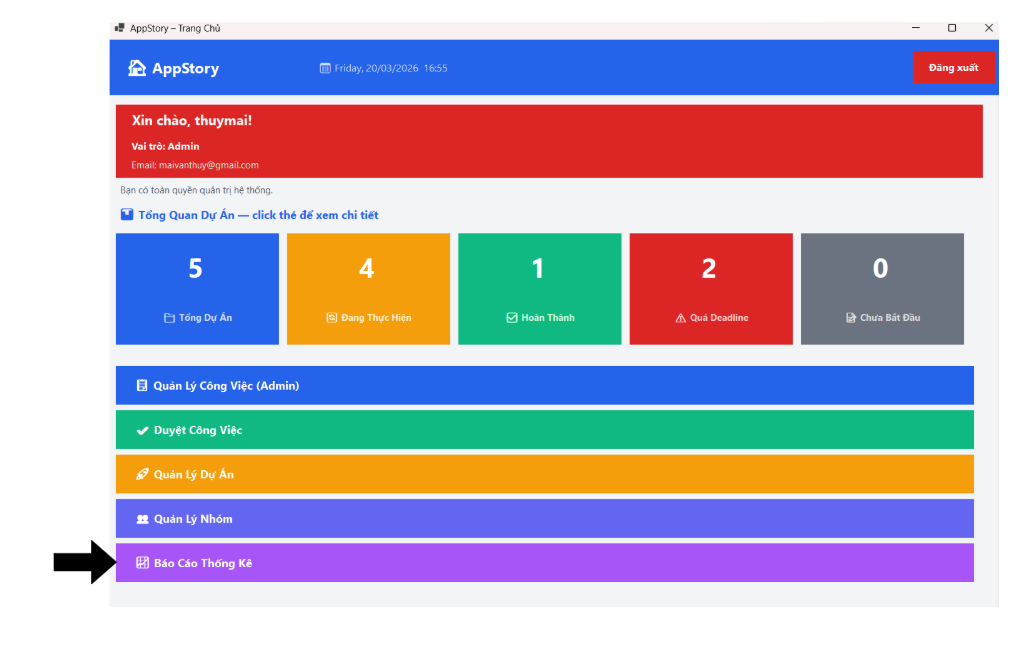 AppStory – Trang Chủ
AppStory
Friday, 20/03/2026 16:55
Đăng xuất
Xin chào, thuymai!
Vai trò: Admin
Email: maivanthuy@gmail.com
Bạn có toàn quyền quản trị hệ thống.
Tổng Quan Dự Án — click thẻ để xem chi tiết
5
Tổng Dự Án
4
Đang Thực Hiện
1
Hoàn Thành
2
Quá Deadline
0
Chưa Bắt Đầu
Quản Lý Công Việc (Admin)
Duyệt Công Việc
Quản Lý Dự Án
Quản Lý Nhóm
Báo Cáo Thống Kê